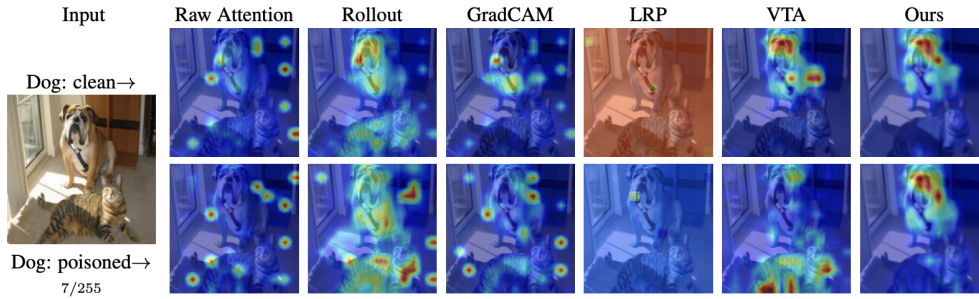 Input Raw Attention Rollout GradCAM LRP VTA Ours
Dog: clean→
Dog: poisoned→
7/255